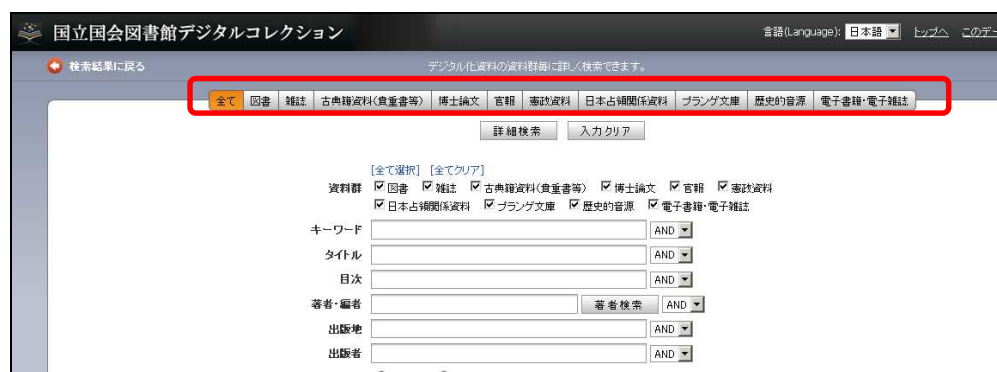 国立国会図書館デジタルコレクション 言語(Language): 日本語 トップへ このデー
検索結果に戻る デジタル化資料の資料群毎に詳しく検索できます。
全て 図書 雑誌 古典籍資料(貴重書等) 博士論文 官報 憲政資料 日本占領関係資料 プランゲ文庫 歴史的音源 電子書籍・電子雑誌
詳細検索 入力クリア
[全て選択] [全てクリア]
資料群 図書 雑誌 古典籍資料(貴重書等) 博士論文 官報 憲政資料
日本占領関係資料 プランゲ文庫 歴史的音源 電子書籍・電子雑誌
キーワード AND
タイトル AND
目次 AND
著者・編者 著者検索 AND
出版地 AND
出版者 AND